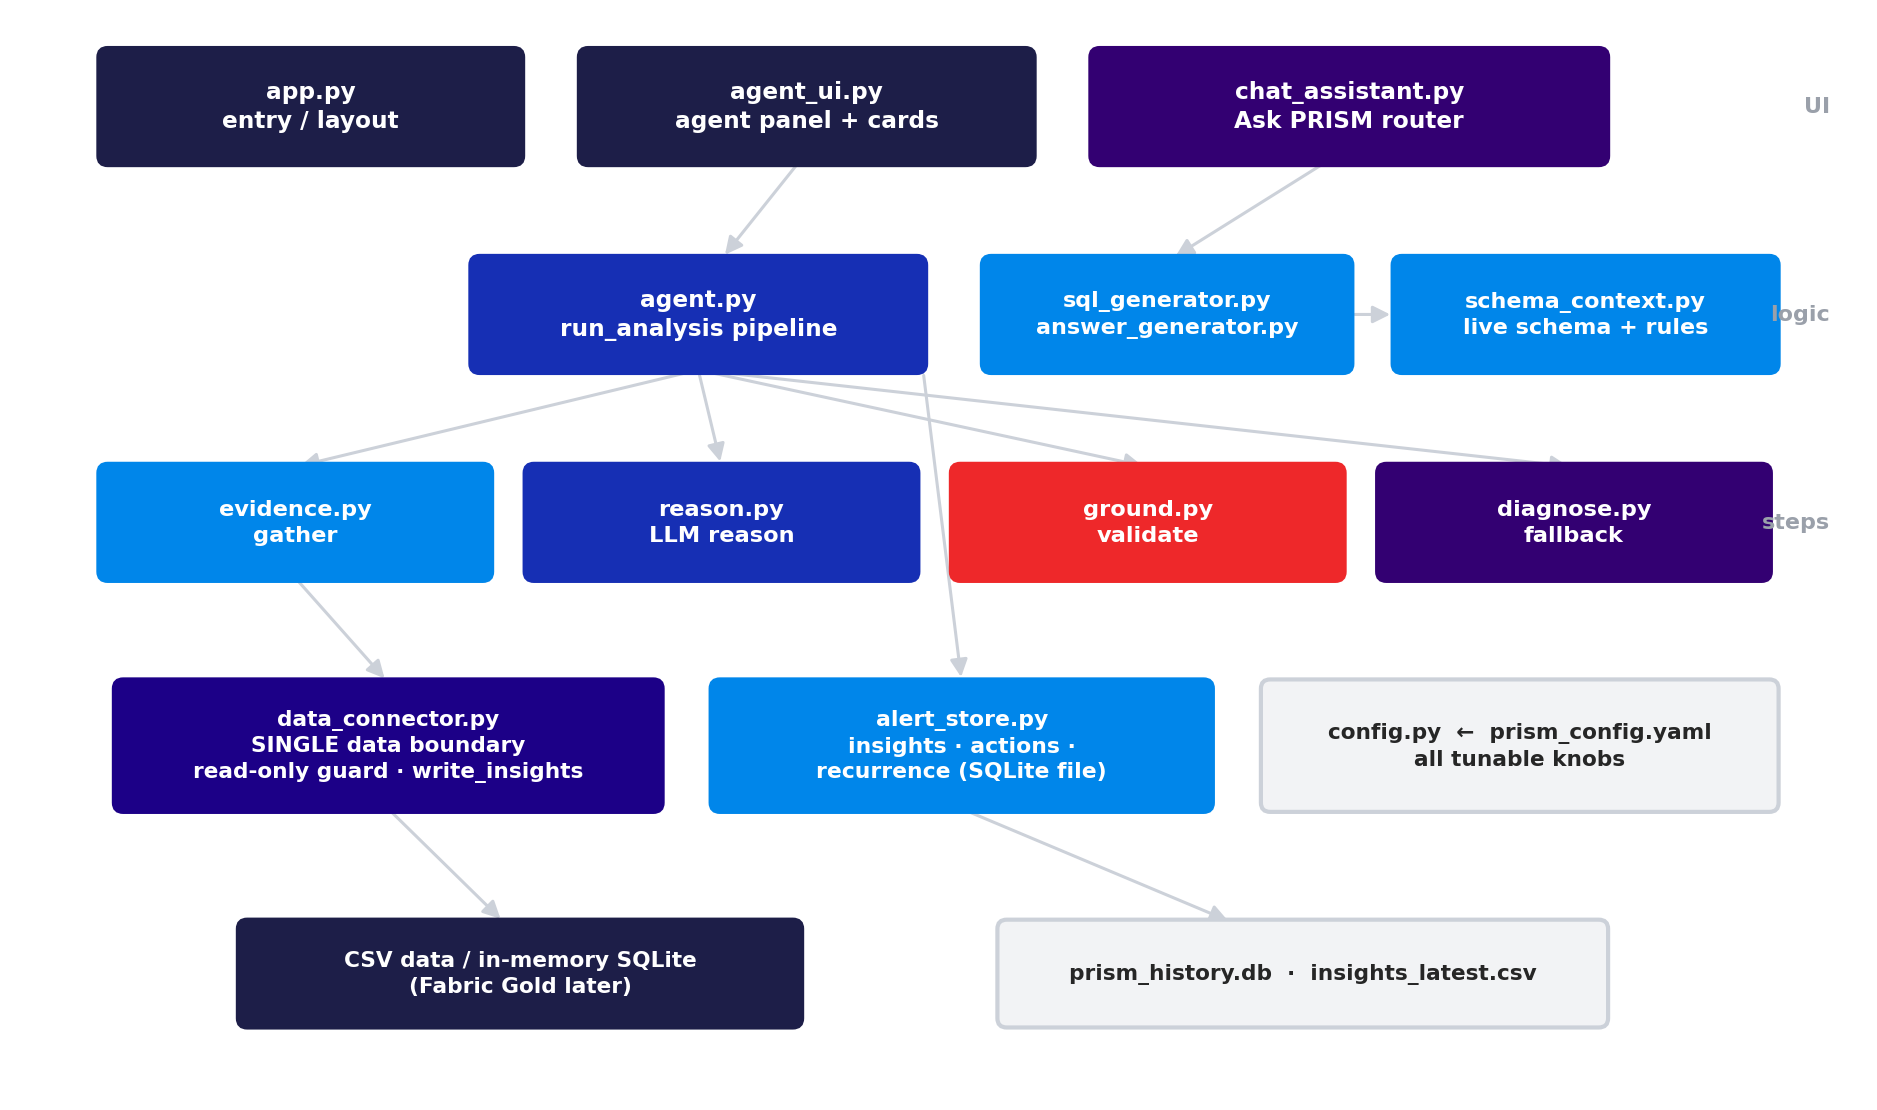 app.py
entry / layout
agent_ui.py
agent panel + cards
chat_assistant.py
Ask PRISM router
UI
agent.py
run_analysis pipeline
sql_generator.py
answer_generator.py
schema_context.py
live schema + rules
logic
evidence.py
gather
reason.py
LLM reason
ground.py
validate
diagnose.py
fallback
steps
data_connector.py
SINGLE data boundary
read-only guard · write_insights
alert_store.py
insights · actions ·
recurrence (SQLite file)
config.py ← prism_config.yaml
all tunable knobs
CSV data / in-memory SQLite
(Fabric Gold later)
prism_history.db · insights_latest.csv